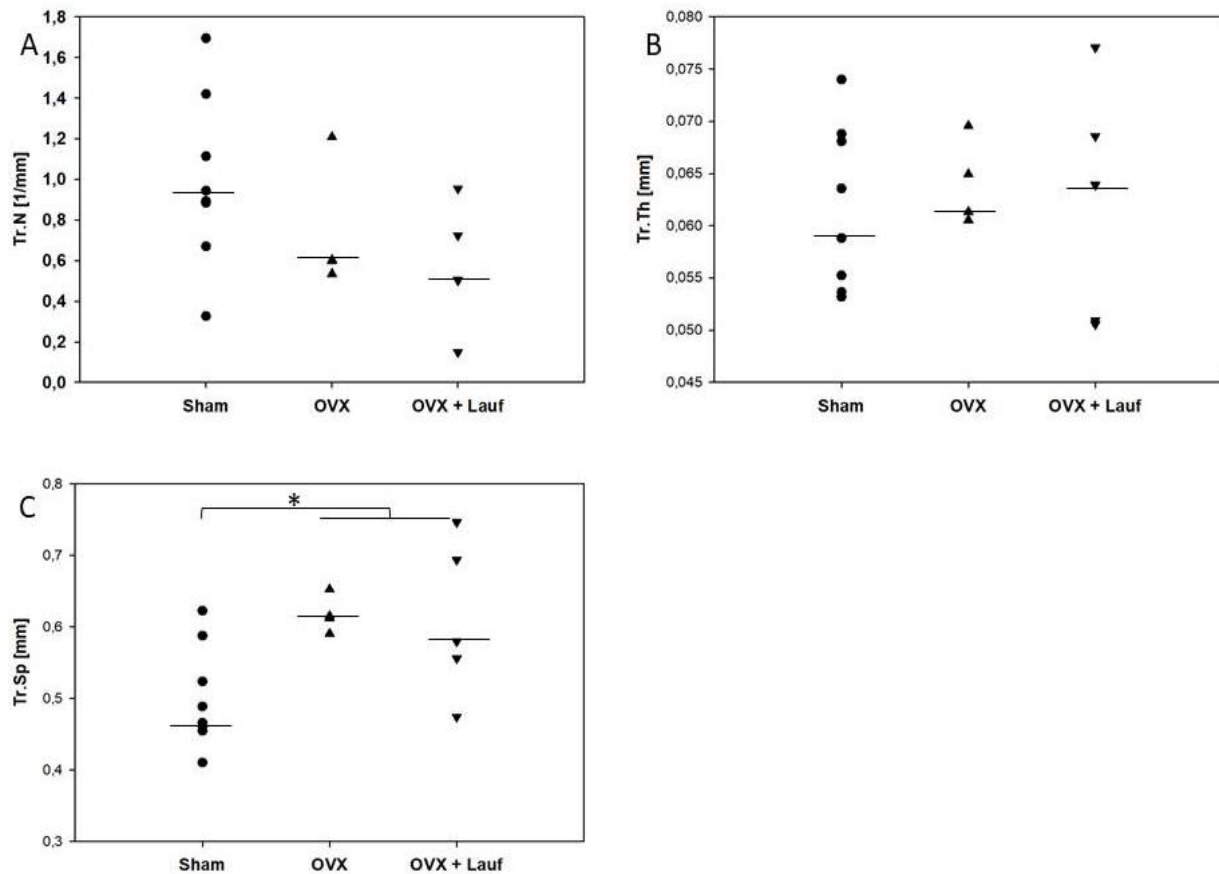 A
Tr.N [1/mm]
1,8
1,6
1,4
1,2
1,0
0,8
0,6
0,4
0,2
0,0
Sham OVX OVX + Lauf
B
Tr.Th [mm]
0,080
0,075
0,070
0,065
0,060
0,055
0,050
0,045
Sham OVX OVX + Lauf
C
Tr.Sp [mm]
0,8
0,7
0,6
0,5
0,4
0,3
*
Sham OVX OVX + Lauf